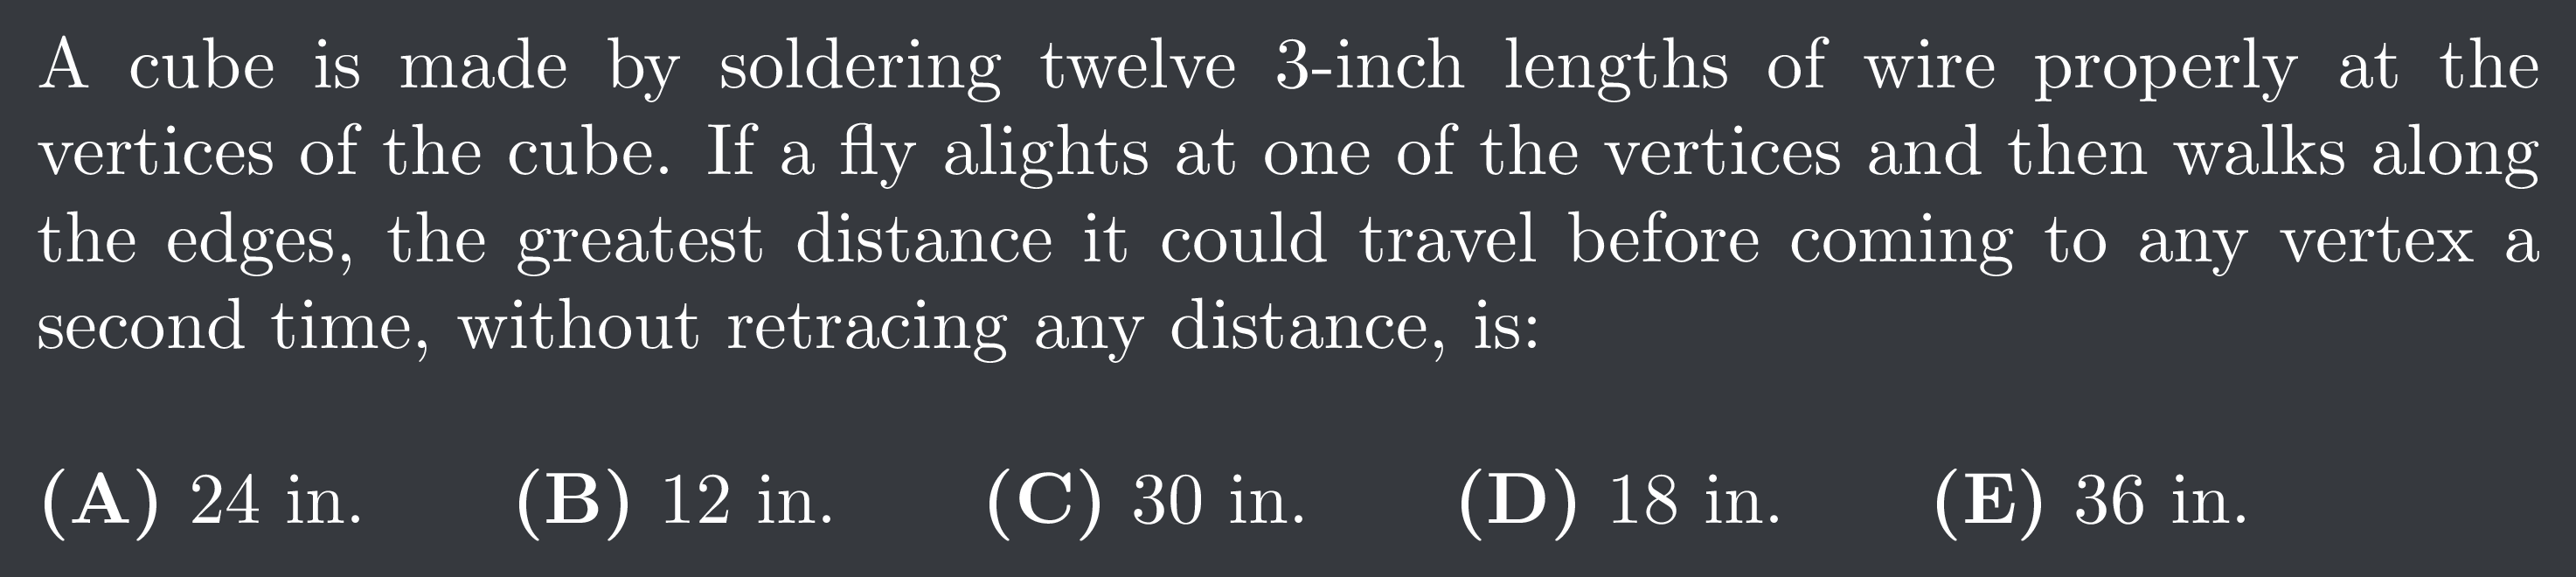 A cube is made by soldering twelve 3-inch lengths of wire properly at the
vertices of the cube. If a fly alights at one of the vertices and then walks along
the edges, the greatest distance it could travel before coming to any vertex a
second time, without retracing any distance, is:
(A) 24 in. (B) 12 in. (C) 30 in. (D) 18 in. (E) 36 in.